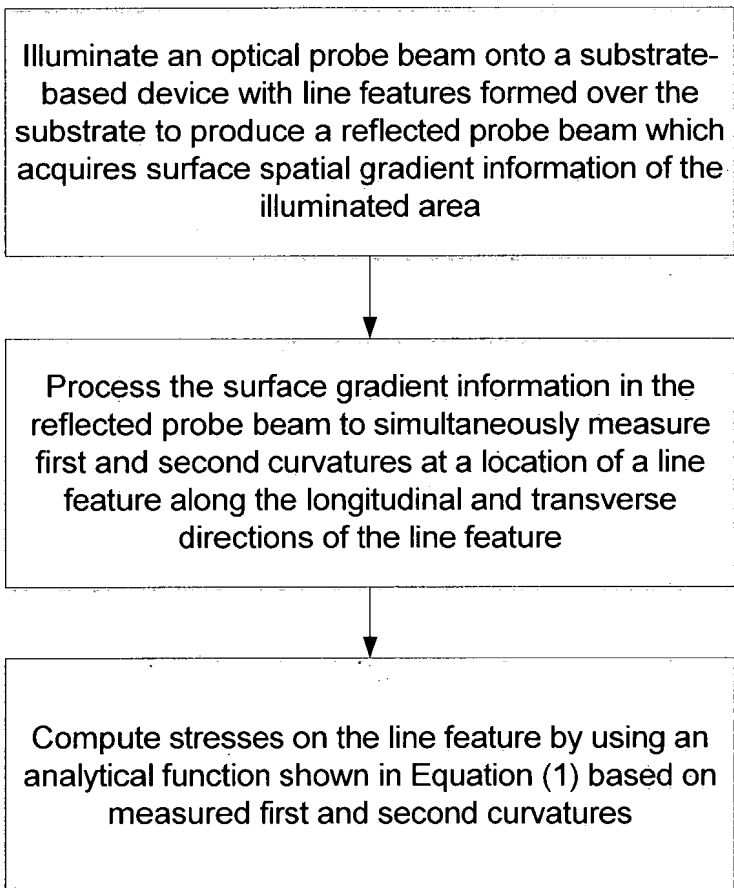 Illuminate an optical probe beam onto a substrate-
based device with line features formed over the
substrate to produce a reflected probe beam which
acquires surface spatial gradient information of the
illuminated area
Process the surface gradient information in the
reflected probe beam to simultaneously measure
first and second curvatures at a location of a line
feature along the longitudinal and transverse
directions of the line feature
Compute stresses on the line feature by using an
analytical function shown in Equation (1) based on
measured first and second curvatures